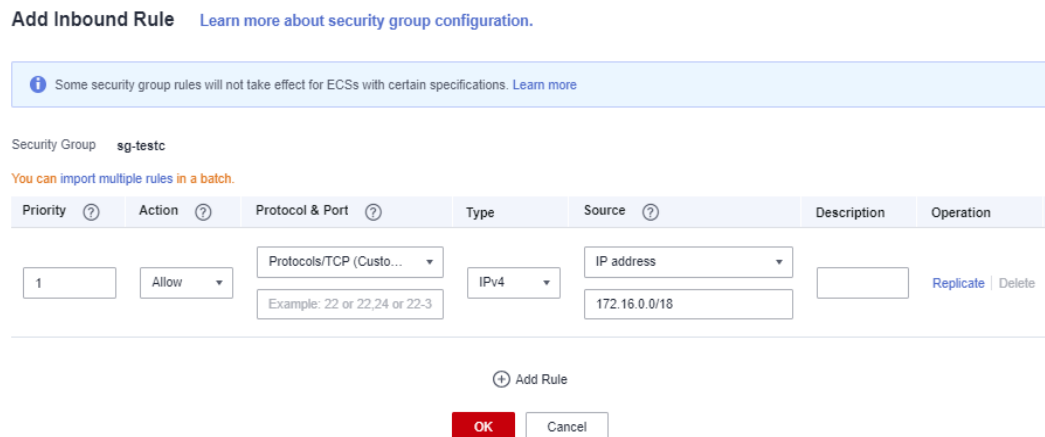 Add Inbound Rule Learn more about security group configuration.
Some security group rules will not take effect for ECSs with certain specifications. Learn more
Security Group sg-testc
You can import multiple rules in a batch.
Priority Action Protocol & Port Type Source Description Operation
Protocols/TCP (Custo... IP address
1 Allow IPv4 Replicate Delete
Example: 22 or 22,24 or 22-3 172.16.0.0/18
Add Rule
OK Cancel